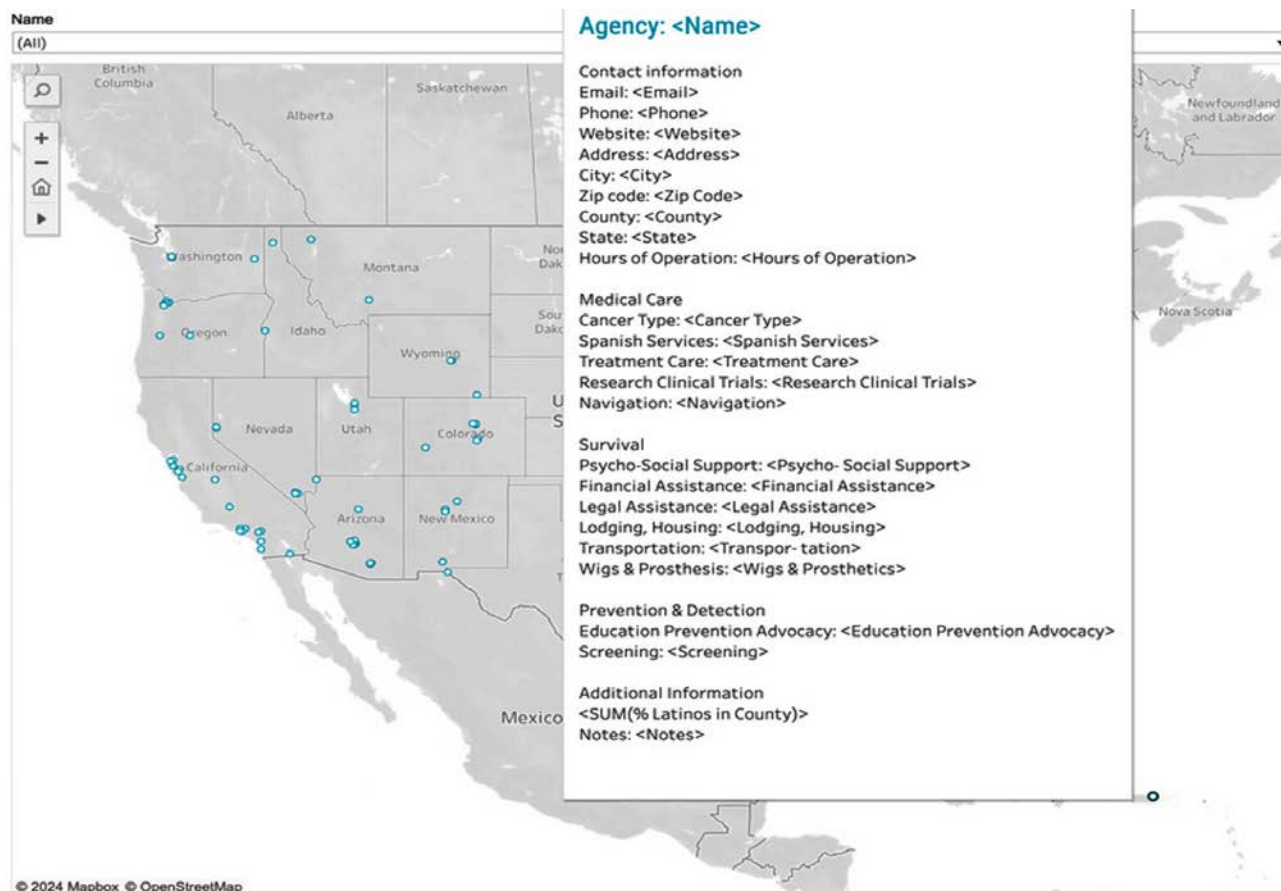 Name
(All)
British
Columbia
Alberta
Saskatchewan
Newfoundland
and Labrador
Nova Scotia
Washington
Montana
Oregon
Idaho
Wyoming
Nevada
Utah
Colorado
California
Arizona
New Mexico
Mexico
Agency: <Name>
Contact information
Email: <Email>
Phone: <Phone>
Website: <Website>
Address: <Address>
City: <City>
Zip code: <Zip Code>
County: <County>
State: <State>
Hours of Operation: <Hours of Operation>
Medical Care
Cancer Type: <Cancer Type>
Spanish Services: <Spanish Services>
Treatment Care: <Treatment Care>
Research Clinical Trials: <Research Clinical Trials>
Navigation: <Navigation>
Survival
Psycho-Social Support: <Psycho- Social Support>
Financial Assistance: <Financial Assistance>
Legal Assistance: <Legal Assistance>
Lodging, Housing: <Lodging, Housing>
Transportation: <Transpor- tation>
Wigs & Prosthesis: <Wigs & Prosthetics>
Prevention & Detection
Education Prevention Advocacy: <Education Prevention Advocacy>
Screening: <Screening>
Additional Information
<SUM(% Latinos in County)>
Notes: <Notes>
© 2024 Mapbox © OpenStreetMap